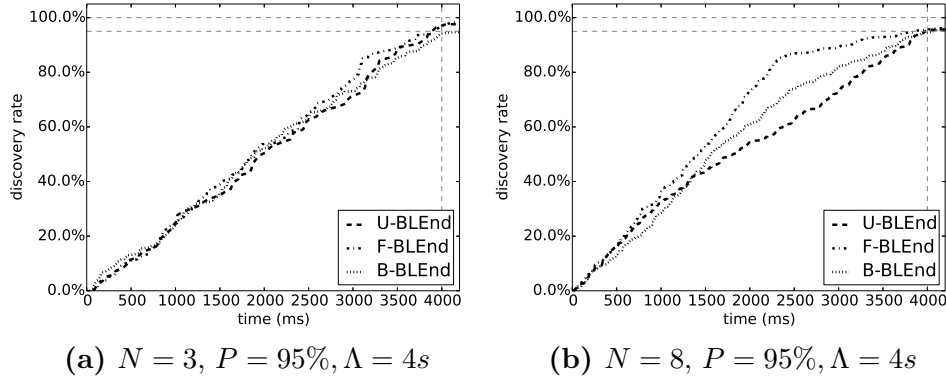 100.0%
80.0%
60.0%
40.0%
20.0%
0.0%
discovery rate
0 500 1000 1500 2000 2500 3000 3500 4000
time (ms)
U-BLEnd
F-BLEnd
B-BLEnd
(a) N = 3, P = 95%, Λ = 4s
100.0%
80.0%
60.0%
40.0%
20.0%
0.0%
discovery rate
0 500 1000 1500 2000 2500 3000 3500 4000
time (ms)
U-BLEnd
F-BLEnd
B-BLEnd
(b) N = 8, P = 95%, Λ = 4s